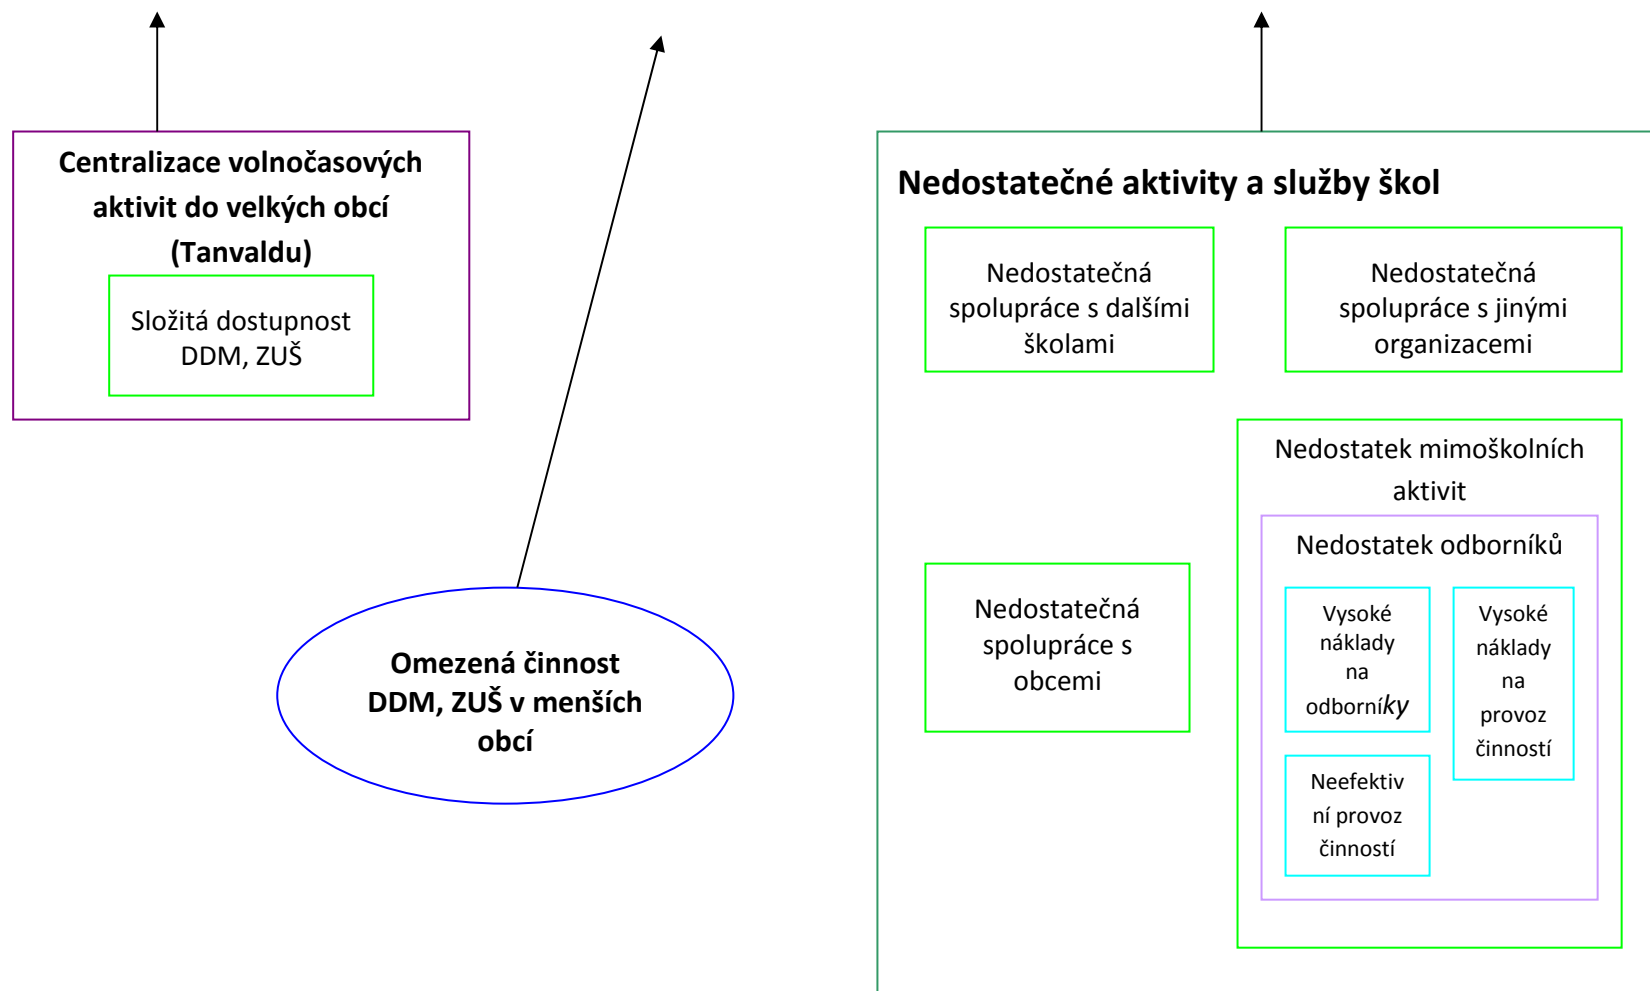 Centralizace volnočasových
aktivit do velkých obcí
(Tanvaldu)
Složitá dostupnost
DDM, ZUŠ
Omezená činnost
DDM, ZUŠ v menších
obcí
Nedostatečné aktivity a služby škol
Nedostatečná
spolupráce s dalšími
školami
Nedostatečná
spolupráce s jinými
organizacemi
Nedostatečná
spolupráce s
obcemi
Nedostatek mimoškolních
aktivit
Nedostatek odborníků
Vysoké
náklady
na
odborníky
Vysoké
náklady
na
provoz
činností
Neefektiv
ní provoz
činností